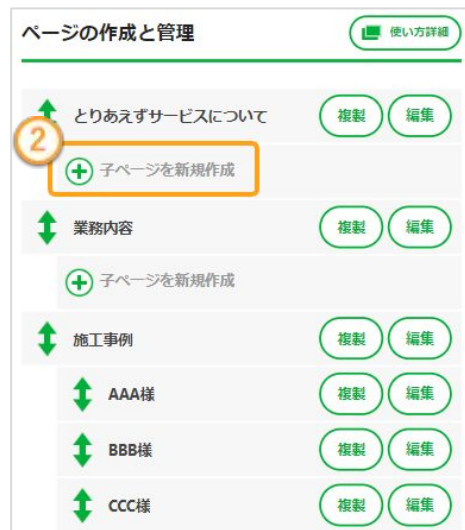 ページの作成と管理 使い方詳細
とりあえずサービスについて 複製 編集
2
子ページを新規作成
業務内容 複製 編集
子ページを新規作成
施工事例 複製 編集
AAA様 複製 編集
BBB様 複製 編集
CCC様 複製 編集